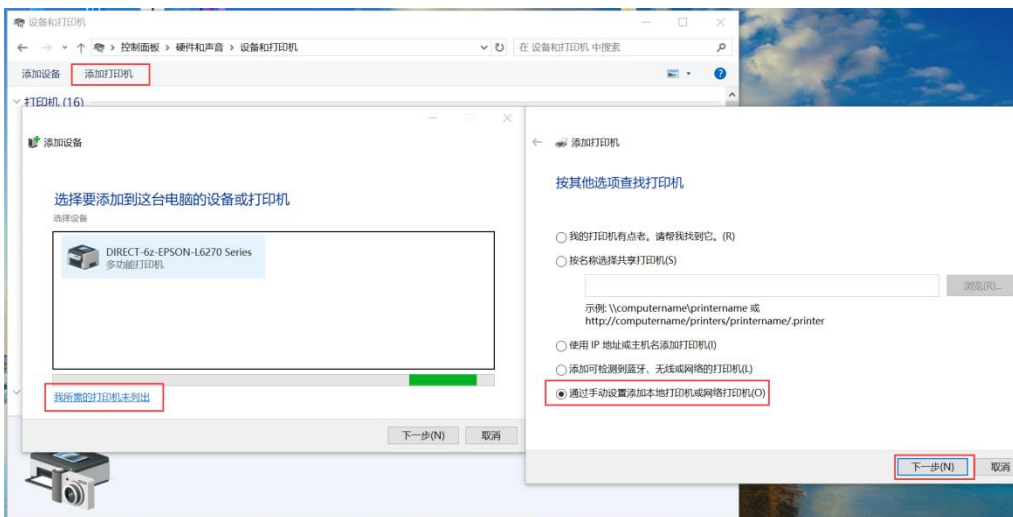 设备和打印机
控制面板 › 硬件和声音 › 设备和打印机
在 设备和打印机 中搜索
添加设备 添加打印机
打印机 (16)
添加设备
选择要添加到这台电脑的设备或打印机
选择设备
DIRECT-6z-EPSON-L6270 Series
多功能打印机
我所需的打印机未列出
下一步(N) 取消
添加打印机
按其他选项查找打印机
我的打印机有点老。请帮我找到它。(R)
按名称选择共享打印机(S)
浏览(R)...
示例: \\computername\printername 或
http://computername/printers/printername/.printer
使用 IP 地址或主机名添加打印机(I)
添加可检测到蓝牙、无线或网络的打印机(L)
通过手动设置添加本地打印机或网络打印机(O)
下一步(N) 取消